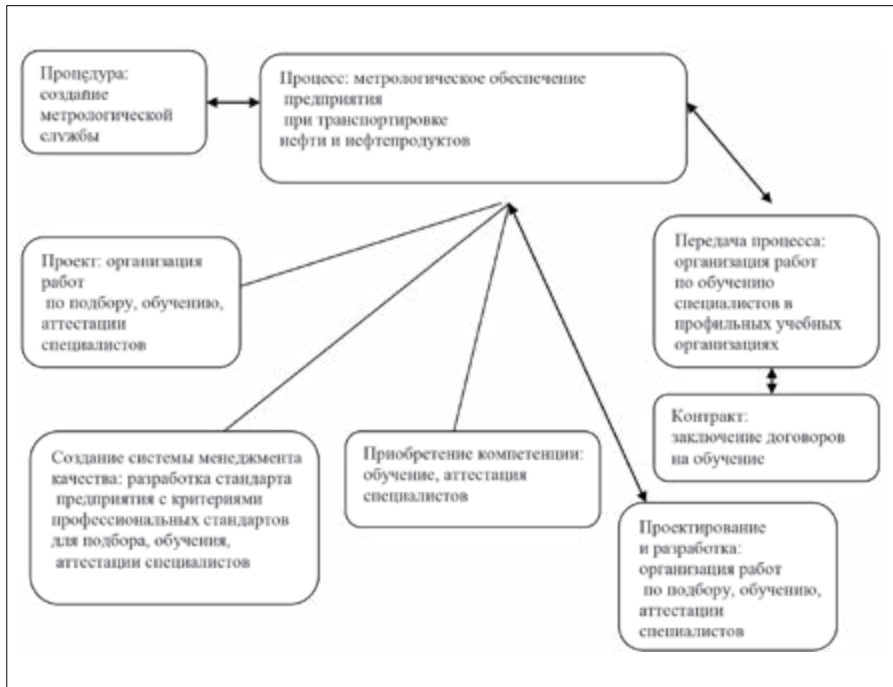 Процедура:
создание
метрологической
службы
Процесс: метрологическое обеспечение
предприятия
при транспортировке
нефти и нефтепродуктов
Проект: организация
работ
по подбору, обучению,
аттестации
специалистов
Передача процесса:
организация работ
по обучению
специалистов в
профильных учебных
организациях
Контракт:
заключение договоров
на обучение
Создание системы менеджмента
качества: разработка стандарта
предприятия с критериями
профессиональных стандартов
для подбора, обучения,
аттестации специалистов
Приобретение компетенции:
обучение, аттестация
специалистов
Проектирование
и разработка:
организация работ
по подбору, обучению,
аттестации
специалистов